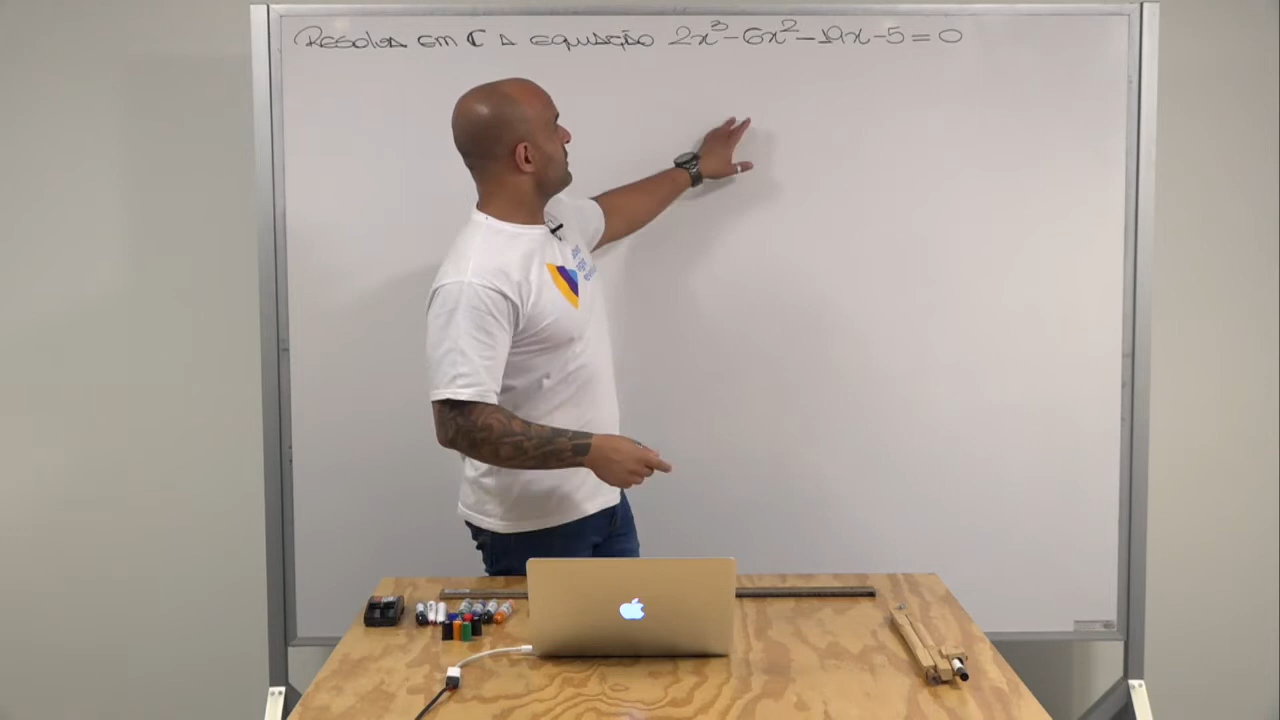 Resolva em ℂ a equação 2x³-6x²-19x-5=0